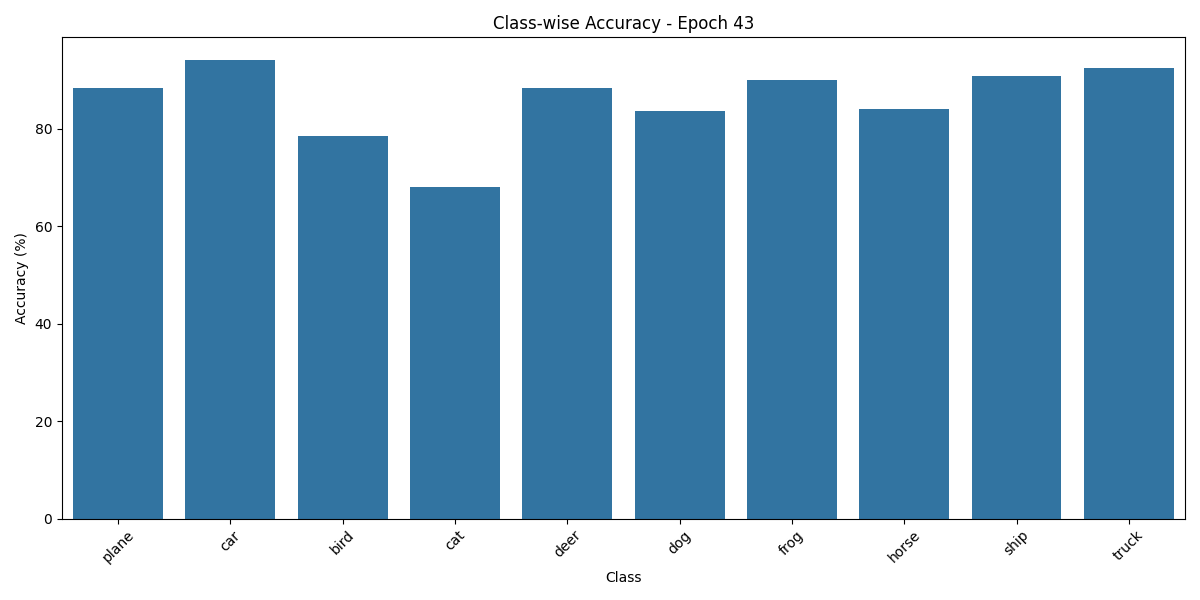 Class-wise Accuracy - Epoch 43
Accuracy (%)
80
60
40
20
0
plane
car
bird
cat
deer
dog
frog
horse
ship
truck
Class